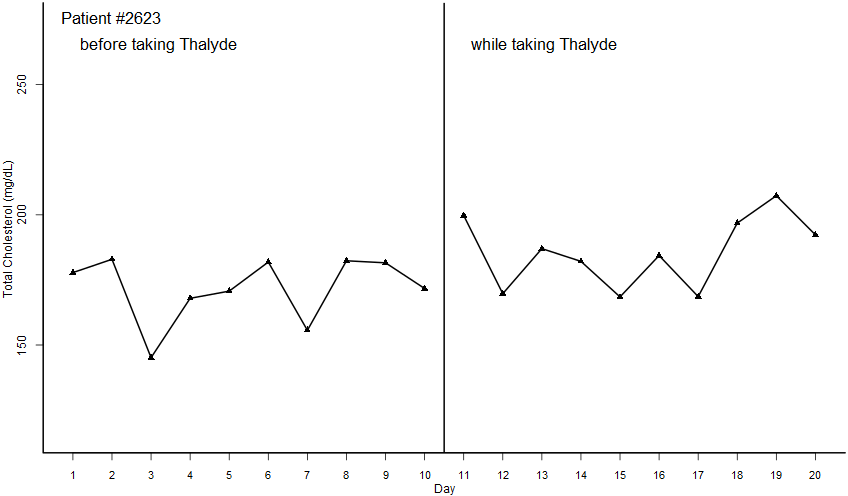 Patient #2623
before taking Thalyde
while taking Thalyde
Total Cholesterol (mg/dL)
250
200
150
1 2 3 4 5 6 7 8 9 10 11 12 13 14 15 16 17 18 19 20
Day